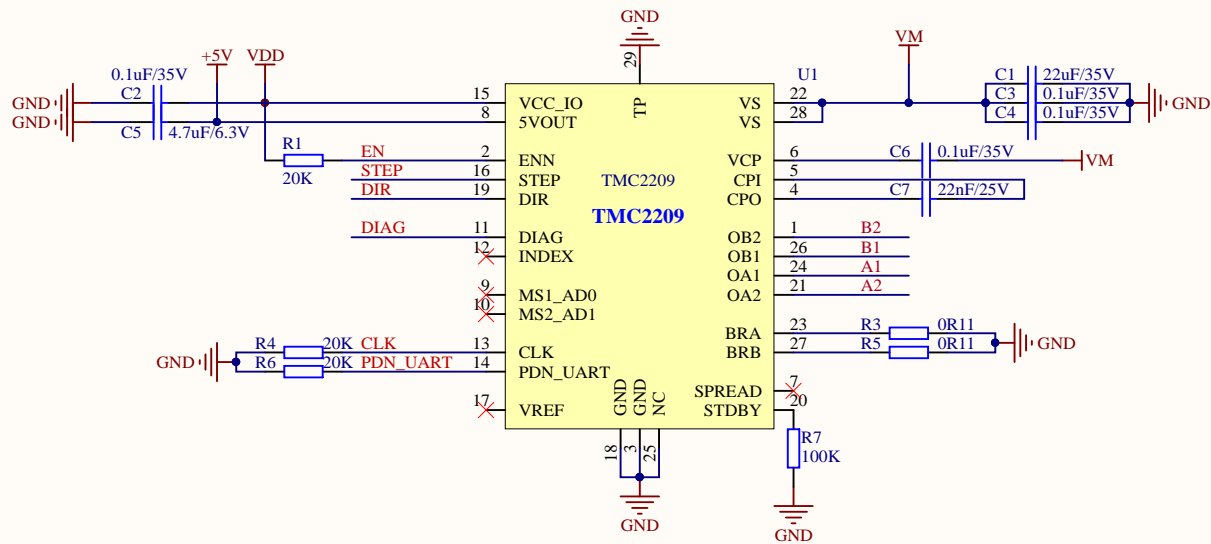 GND
29
TP
+5V
VDD
VM
0.1uF/35V
C2
GND
GND
C5
4.7uF/6.3V
15
VCC_IO
8
5VOUT
R1
20K
EN
2
ENN
STEP
16
STEP
DIR
19
DIR
DIAG
11
DIAG
12
INDEX
9
MS1_AD0
10
MS2_AD1
GND
R4
20K
CLK
13
CLK
R6
20K
PDN_UART
14
PDN_UART
17
VREF
TMC2209
TMC2209
U1
VS
22
VS
28
C1
22uF/35V
C3
0.1uF/35V
C4
0.1uF/35V
GND
VCP
6
C6
0.1uF/35V
VM
CPI
5
CPO
4
C7
22nF/25V
OB2
1
B2
OB1
26
B1
OA1
24
A1
OA2
21
A2
BRA
23
R3
0R11
BRB
27
R5
0R11
GND
SPREAD
7
STDBY
20
R7
100K
GND
GND
GND
NC
18
3
25
GND